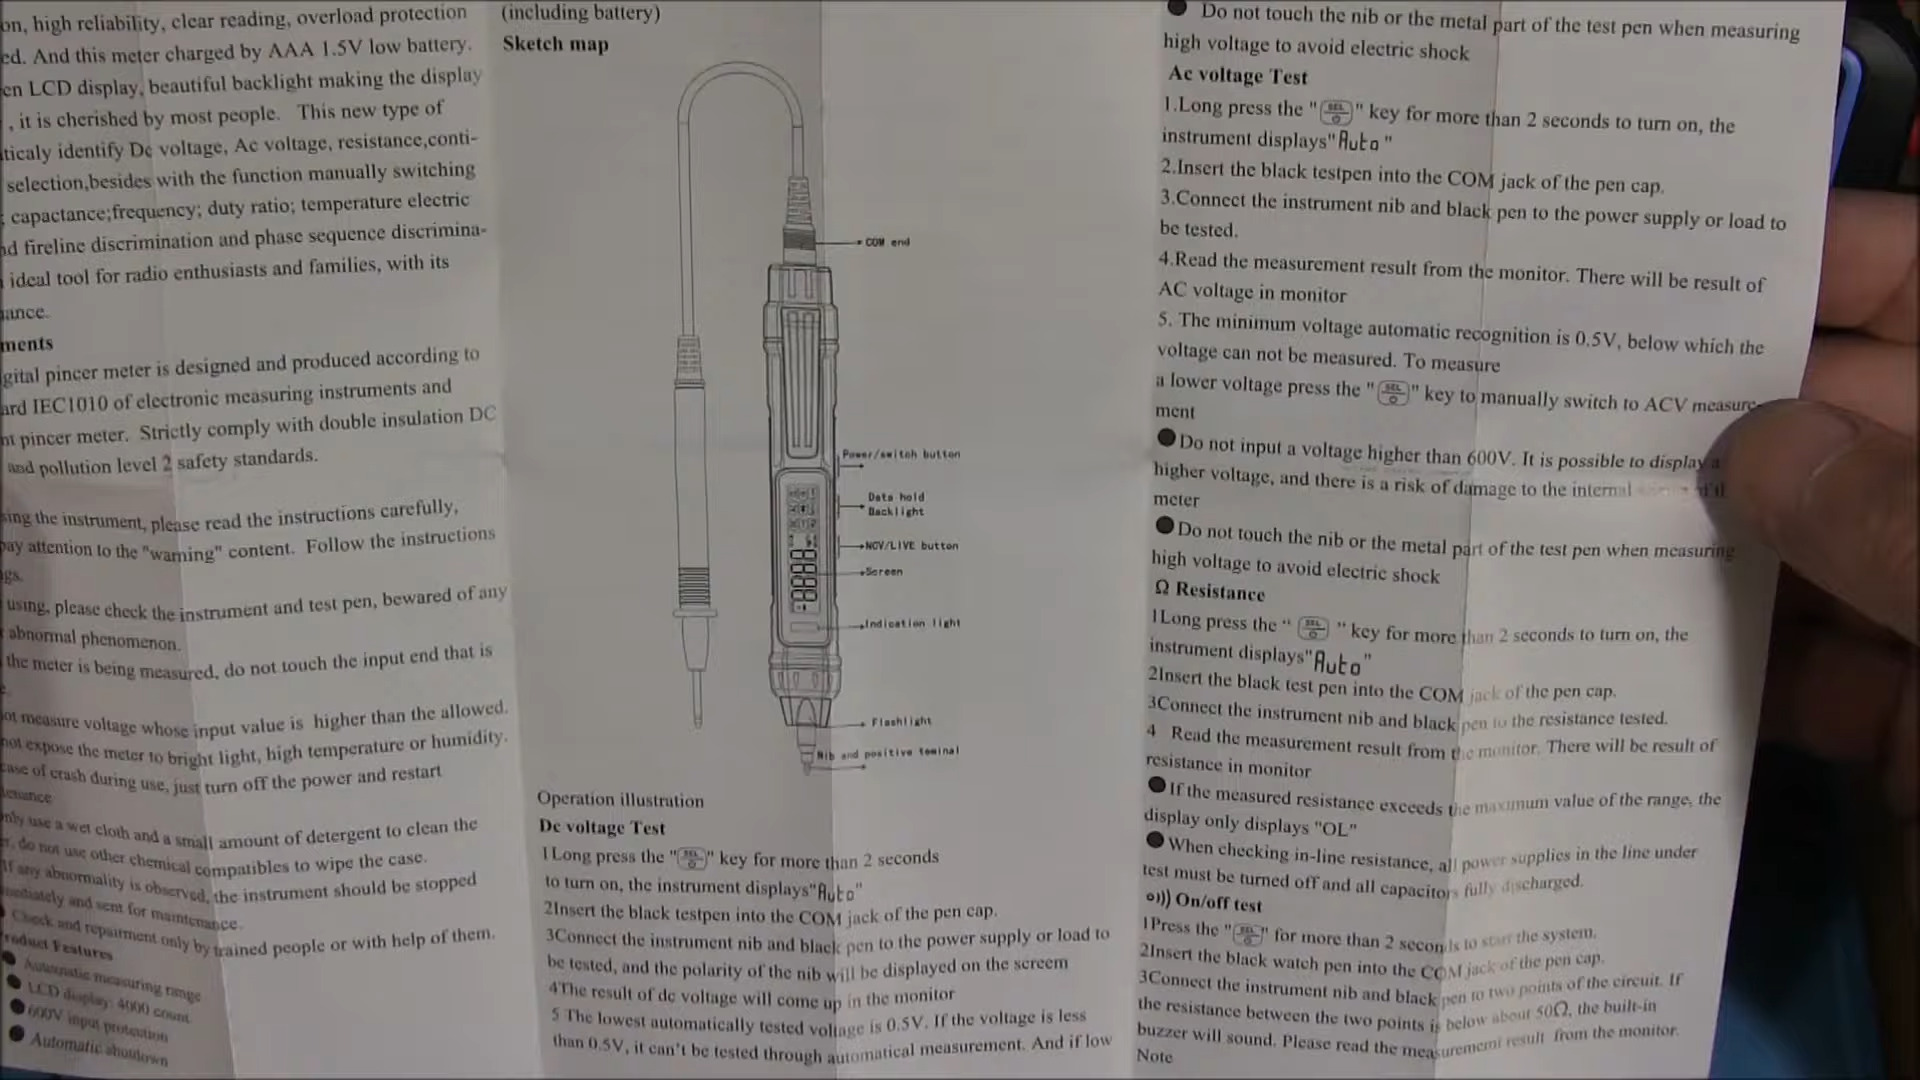 on, high reliability, clear reading, overload protection
ed. And this meter charged by AAA 1.5V low battery.
en LCD display, beautiful backlight making the display
, it is cherished by most people. This new type of
ticaly identify Dc voltage, Ac voltage, resistance,conti-
selection,besides with the function manually switching
; capactance;frequency; duty ratio; temperature electric
nd fireline discrimination and phase sequence discrimina-
ideal tool for radio enthusiasts and families, with its
ance.
ments
gital pincer meter is designed and produced according to
ard IEC1010 of electronic measuring instruments and
nt pincer meter. Strictly comply with double insulation DC
and pollution level 2 safety standards.
sing the instrument, please read the instructions carefully,
pay attention to the "warning" content. Follow the instructions
gs.
using, please check the instrument and test pen, bewared of any
abnormal phenomenon.
the meter is being measured, do not touch the input end that is
e.
ot measure voltage whose input value is higher than the allowed.
not expose the meter to bright light, high temperature or humidity.
case of crash during use, just turn off the power and restart
tenance
only use a wet cloth and a small amount of detergent to clean the
er, do not use other chemical compatibles to wipe the case.
If any abnormality is observed, the instrument should be stopped
mediately and sent for maintenance.
Check and repairment only by trained people or with help of them.
roduct Features
● Automatic measuring range
● LCD display: 4000 count
● 600V input protection
● Automatic shutdown
(including battery)
Sketch map
COM end
Power/switch button
Data hold
Backlight
NCV/LIVE button
Screen
Indication light
Flashlight
Nib and positive teminal
Operation illustration
Dc voltage Test
1Long press the "SEL" key for more than 2 seconds
to turn on, the instrument displays"Auto"
2Insert the black testpen into the COM jack of the pen cap.
3Connect the instrument nib and black pen to the power supply or load to
be tested, and the polarity of the nib will be displayed on the screem
4The result of dc voltage will come up in the monitor
5 The lowest automatically tested voltage is 0.5V. If the voltage is less
than 0.5V, it can't be tested through automatical measurement. And if low
● Do not touch the nib or the metal part of the test pen when measuring
high voltage to avoid electric shock
Ac voltage Test
1.Long press the "SEL" key for more than 2 seconds to turn on, the
instrument displays"Auto"
2.Insert the black testpen into the COM jack of the pen cap.
3.Connect the instrument nib and black pen to the power supply or load to
be tested.
4.Read the measurement result from the monitor. There will be result of
AC voltage in monitor
5. The minimum voltage automatic recognition is 0.5V, below which the
voltage can not be measured. To measure
a lower voltage press the "SEL" key to manually switch to ACV measure-
ment
●Do not input a voltage higher than 600V. It is possible to display a
higher voltage, and there is a risk of damage to the internal
meter
●Do not touch the nib or the metal part of the test pen when measuring
high voltage to avoid electric shock
Ω Resistance
1Long press the "SEL" key for more than 2 seconds to turn on, the
instrument displays"Auto"
2Insert the black test pen into the COM jack of the pen cap.
3Connect the instrument nib and black pen to the resistance tested.
4 Read the measurement result from the monitor. There will be result of
resistance in monitor
●If the measured resistance exceeds the maximum value of the range, the
display only displays "OL"
●When checking in-line resistance, all power supplies in the line under
test must be turned off and all capacitors fully discharged.
o))) On/off test
1Press the "SEL" for more than 2 seconds to start the system.
2Insert the black watch pen into the COM jack of the pen cap.
3Connect the instrument nib and black pen to two points of the circuit. If
the resistance between the two points is below about 50Ω, the built-in
buzzer will sound. Please read the measurement result from the monitor.
Note